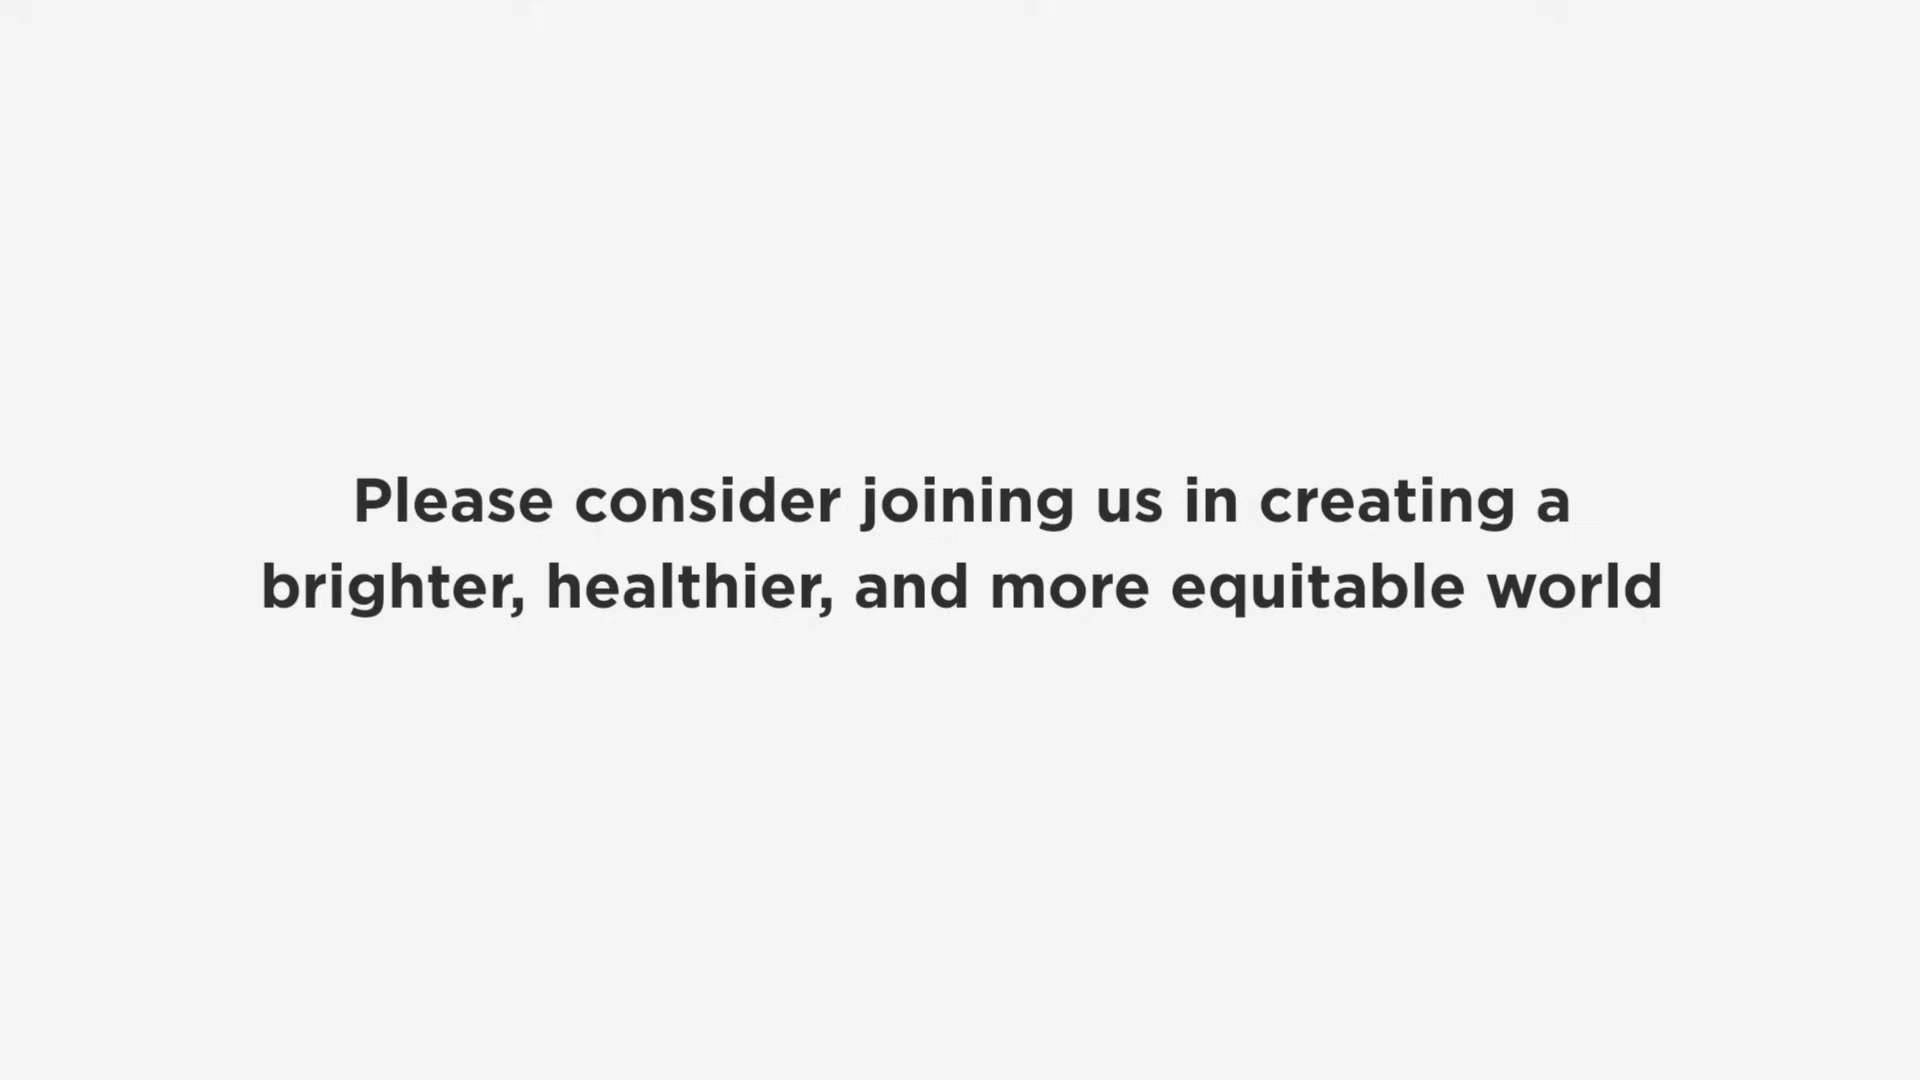 Please consider joining us in creating a
brighter, healthier, and more equitable world